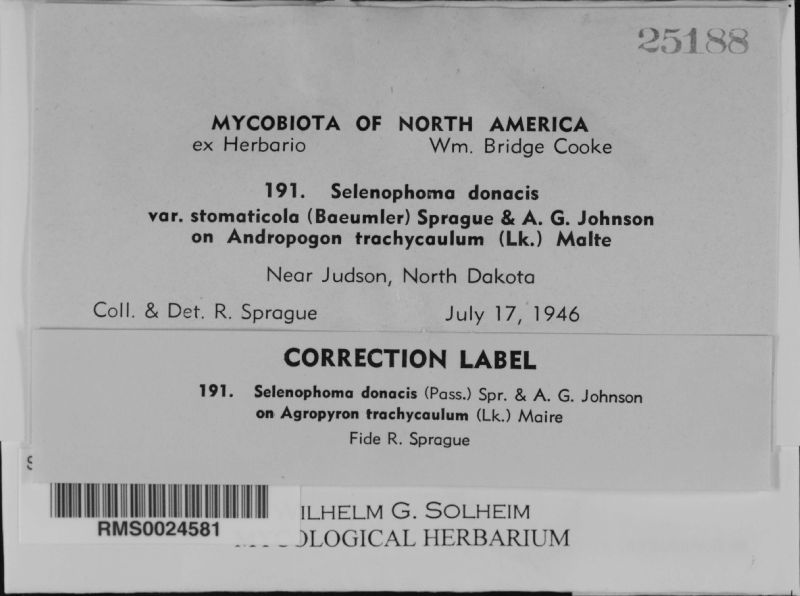 25188
MYCOBIOTA OF NORTH AMERICA
ex Herbario Wm. Bridge Cooke
191. Selenophoma donacis
var. stomaticola (Baeumler) Sprague & A. G. Johnson
on Andropogon trachycaulum (Lk.) Malte
Near Judson, North Dakota
Coll. & Det. R. Sprague July 17, 1946
CORRECTION LABEL
191. Selenophoma donacis (Pass.) Spr. & A. G. Johnson
on Agropyron trachycaulum (Lk.) Maire
Fide R. Sprague
ILHELM G. SOLHEIM
OLOGICAL HERBARIUM
RMS0024581